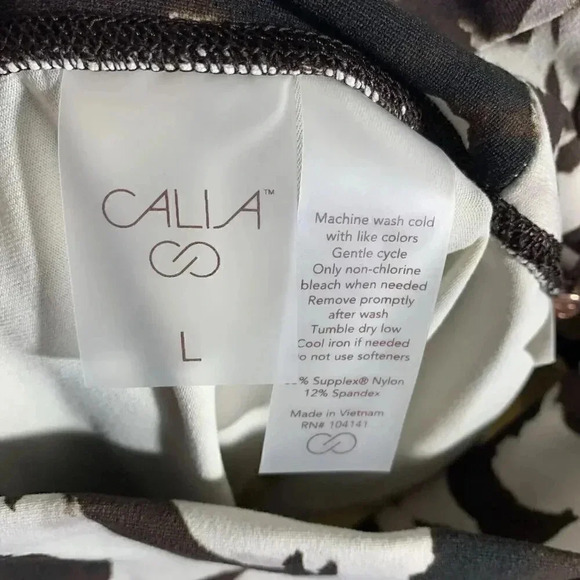 CALIA™
L
Machine wash cold
with like colors
Gentle cycle
Only non-chlorine
bleach when needed
Remove promptly
after wash
Tumble dry low
Cool iron if needed
o not use softeners
% Supplex® Nylon
12% Spandex
Made in Vietnam
RN# 104141